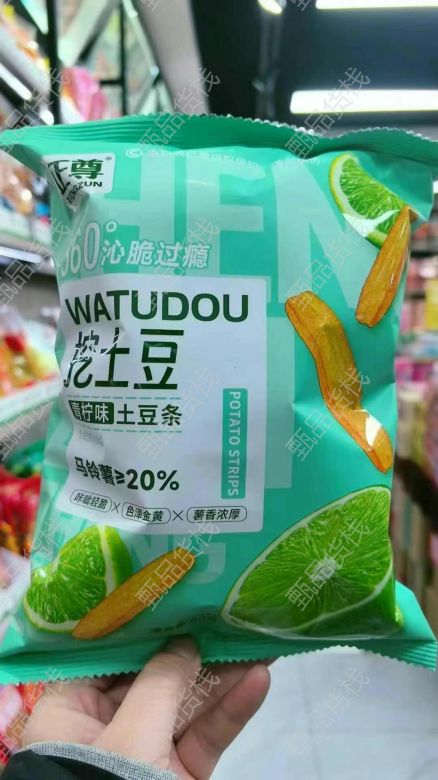 正尊
360°沁脆过瘾
WATUDOU
挖土豆
青柠味 土豆条
POTATO STRIPS
马铃薯≥20%
咔呲轻脆 × 色泽金黄 × 薯香浓厚
甄品货栈